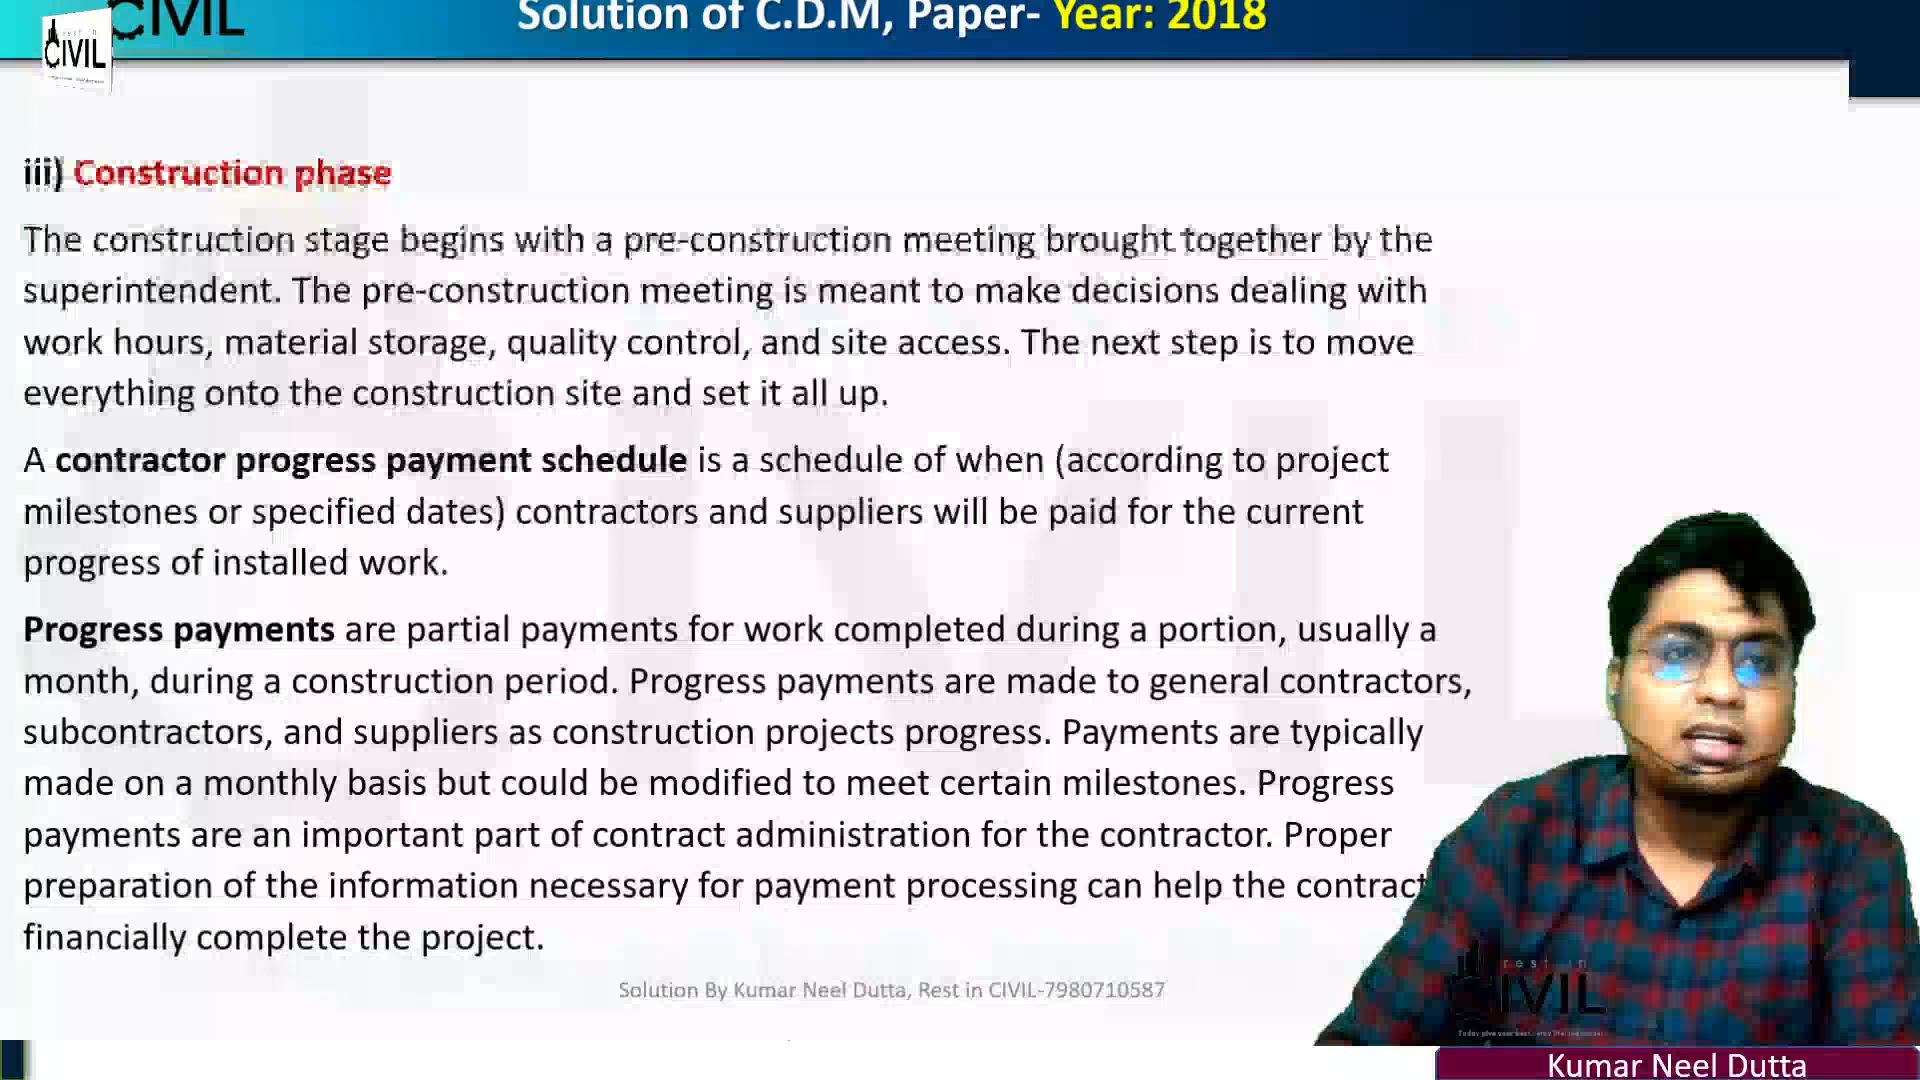 CIVIL
Solution of C.D.M, Paper- Year: 2018
rest in
CIVIL
iii) Construction phase
The construction stage begins with a pre-construction meeting brought together by the
superintendent. The pre-construction meeting is meant to make decisions dealing with
work hours, material storage, quality control, and site access. The next step is to move
everything onto the construction site and set it all up.
A contractor progress payment schedule is a schedule of when (according to project
milestones or specified dates) contractors and suppliers will be paid for the current
progress of installed work.
Progress payments are partial payments for work completed during a portion, usually a
month, during a construction period. Progress payments are made to general contractors,
subcontractors, and suppliers as construction projects progress. Payments are typically
made on a monthly basis but could be modified to meet certain milestones. Progress
payments are an important part of contract administration for the contractor. Proper
preparation of the information necessary for payment processing can help the contract
financially complete the project.
Solution By Kumar Neel Dutta, Rest in CIVIL-7980710587
rest in
IVIL
Kumar Neel Dutta